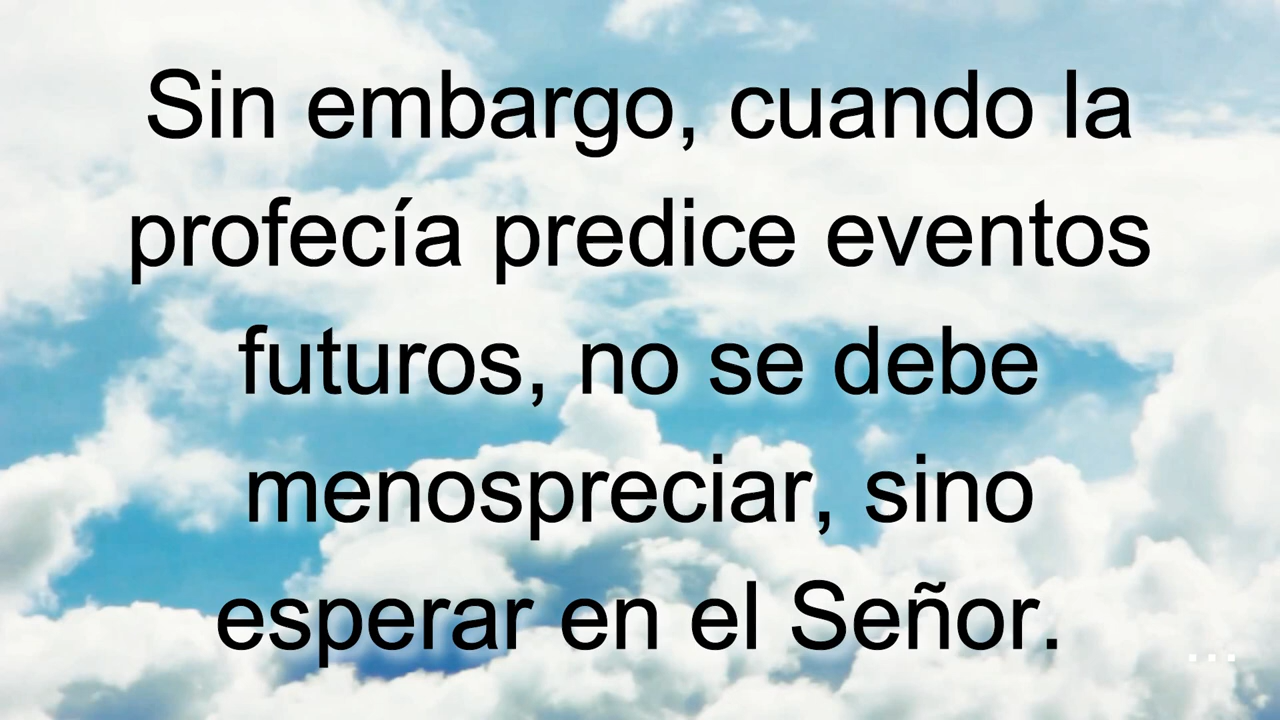 Sin embargo, cuando la
profecía predice eventos
futuros, no se debe
menospreciar, sino
esperar en el Señor.
...